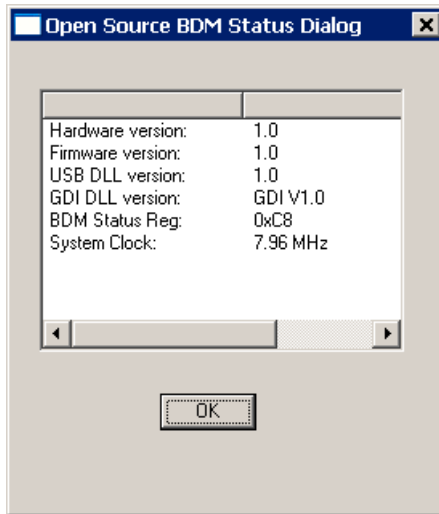 Open Source BDM Status Dialog
Hardware version: 1.0
Firmware version: 1.0
USB DLL version: 1.0
GDI DLL version: GDI V1.0
BDM Status Reg: 0xC8
System Clock: 7.96 MHz
OK